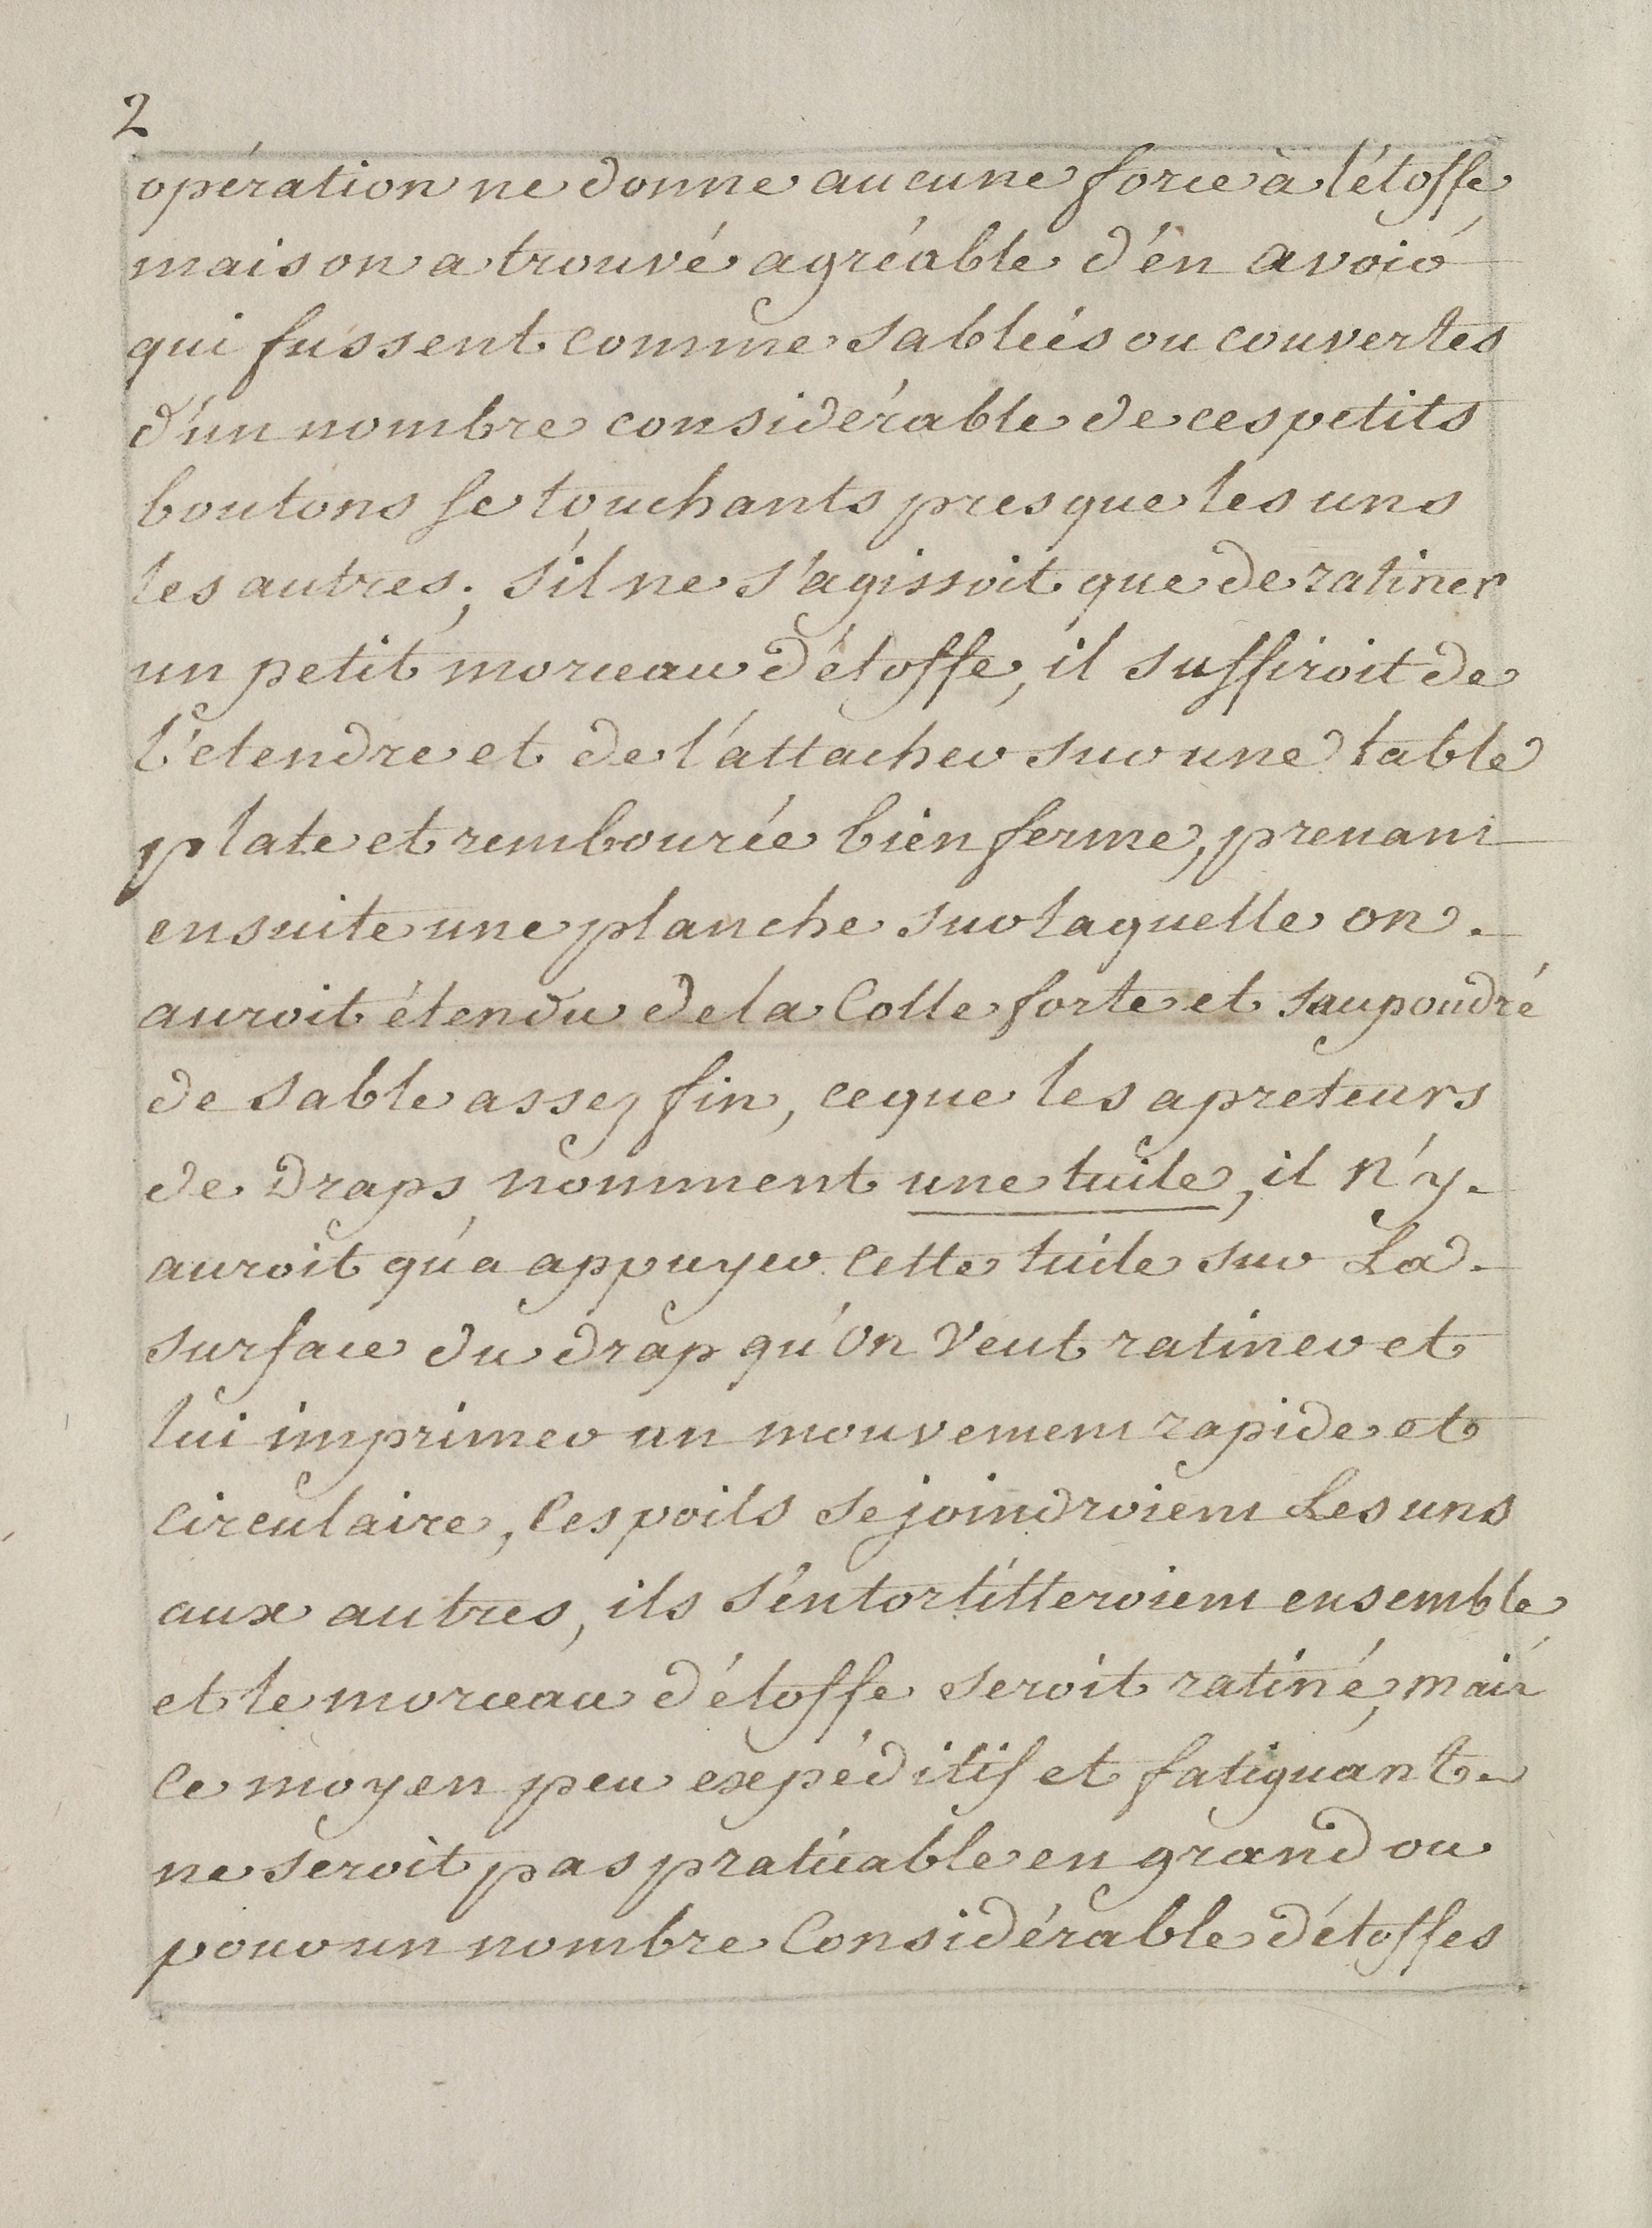 2
opération ne donne aucune force à l'étoffe
mais on a trouvé agréable d'en avoir
qui fussent comme sablées ou couvertes
d'un nombre considérable de ces petits
boutons se touchants presque les uns
les autres; s'il ne s'agissoit que de ratiner
un petit morceau d'étoffe, il suffiroit de
l'etendre et de l'attacher sur une table
plate et rembourée bien ferme, prenant
ensuite une planche sur laquelle on
auroit étendu de la Colle forte et saupoudré
de sable assez fin, ce que les apreteurs
de Draps nomment une tuile, il n'y
auroit qu'a appuyer cette tuile sur La
surface du drap qu'on veut ratiner et
lui imprimer un mouvement rapide et
circulaire, les poils se joindroient Les uns
aux autres, ils s'entortilleroient ensemble
et le morceau d'étoffe seroit ratiné, mais
ce moyen peu expéditif et fatiguant
ne seroit pas praticable en grand ou
pour un nombre Considérable d'étoffes